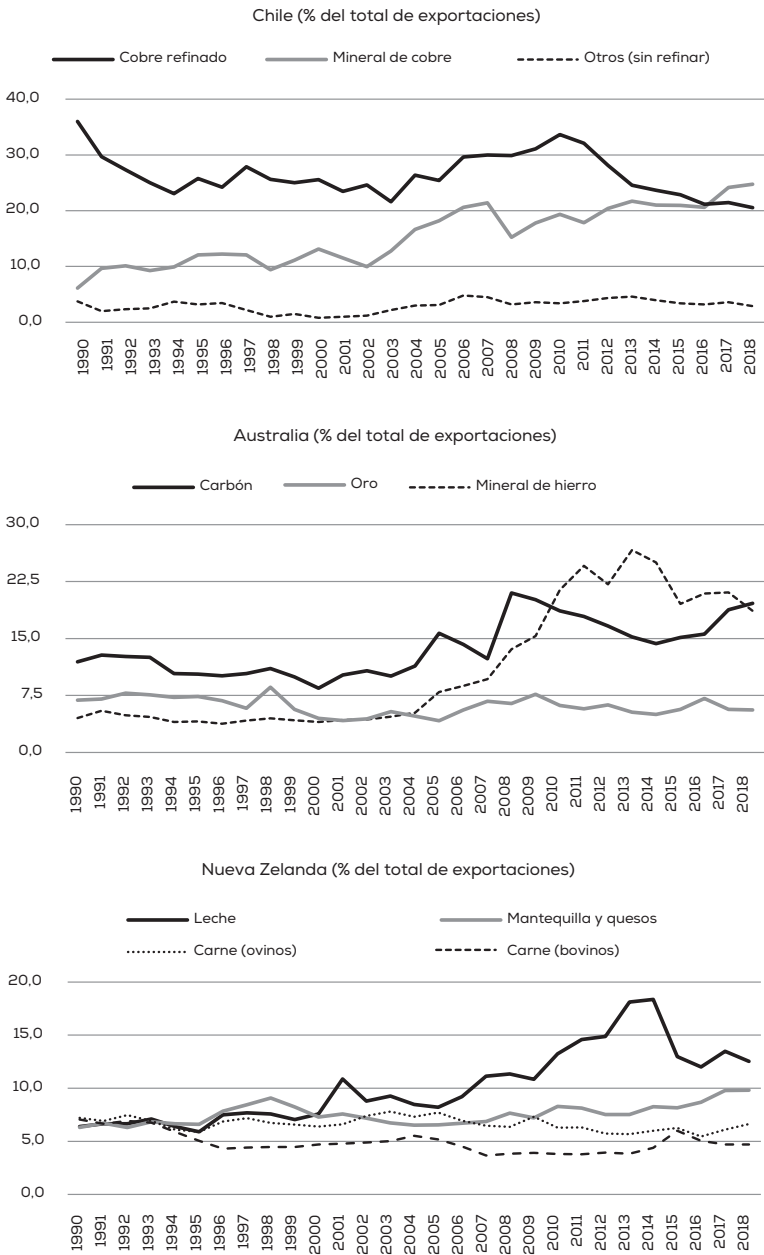 Chile (% del total de exportaciones)
Cobre refinado Mineral de cobre Otros (sin refinar)
40,0
30,0
20,0
10,0
0,0
1990 1991 1992 1993 1994 1995 1996 1997 1998 1999 2000 2001 2002 2003 2004 2005 2006 2007 2008 2009 2010 2011 2012 2013 2014 2015 2016 2017 2018
Australia (% del total de exportaciones)
Carbón Oro Mineral de hierro
30,0
22,5
15,0
7,5
0,0
1990 1991 1992 1993 1994 1995 1996 1997 1998 1999 2000 2001 2002 2003 2004 2005 2006 2007 2008 2009 2010 2011 2012 2013 2014 2015 2016 2017 2018
Nueva Zelanda (% del total de exportaciones)
Leche Mantequilla y quesos
Carne (ovinos) Carne (bovinos)
20,0
15,0
10,0
5,0
0,0
1990 1991 1992 1993 1994 1995 1996 1997 1998 1999 2000 2001 2002 2003 2004 2005 2006 2007 2008 2009 2010 2011 2012 2013 2014 2015 2016 2017 2018